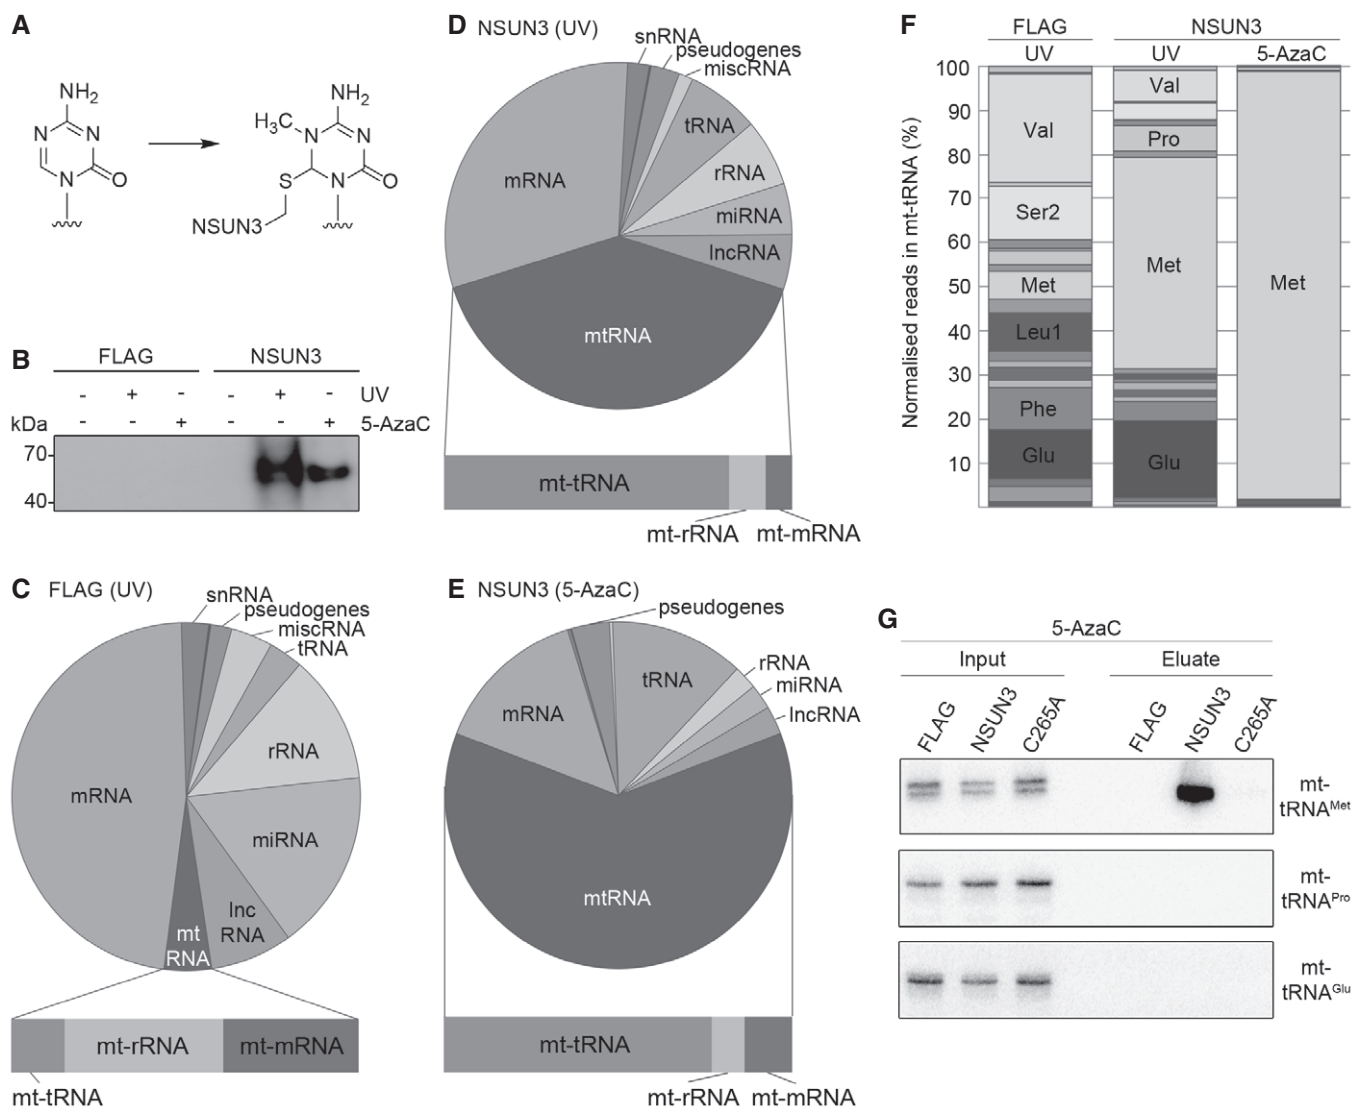 A
NH2
N
N
N
O
NH2
H3C
N
N
S
N
O
NSUN3
B
FLAG
NSUN3
- + - - + - UV
kDa
- - + - - + 5-AzaC
70-
40-
C FLAG (UV)
snRNA
pseudogenes
miscRNA
tRNA
rRNA
mRNA
miRNA
lnc
RNA
mt
RNA
mt-rRNA
mt-mRNA
mt-tRNA
D NSUN3 (UV)
snRNA
pseudogenes
miscRNA
tRNA
mRNA
rRNA
miRNA
lncRNA
mtRNA
mt-tRNA
mt-rRNA
mt-mRNA
E NSUN3 (5-AzaC)
pseudogenes
tRNA
rRNA
miRNA
mRNA
lncRNA
mtRNA
mt-tRNA
mt-rRNA
mt-mRNA
F
FLAG
NSUN3
UV
UV
5-AzaC
Normalised reads in mt-tRNA (%)
100
90
80
70
60
50
40
30
20
10
Val
Ser2
Met
Leu1
Phe
Glu
Val
Pro
Met
Glu
Met
G
5-AzaC
Input
Eluate
FLAG
NSUN3
C265A
FLAG
NSUN3
C265A
mt-
tRNAMet
mt-
tRNAPro
mt-
tRNAGlu